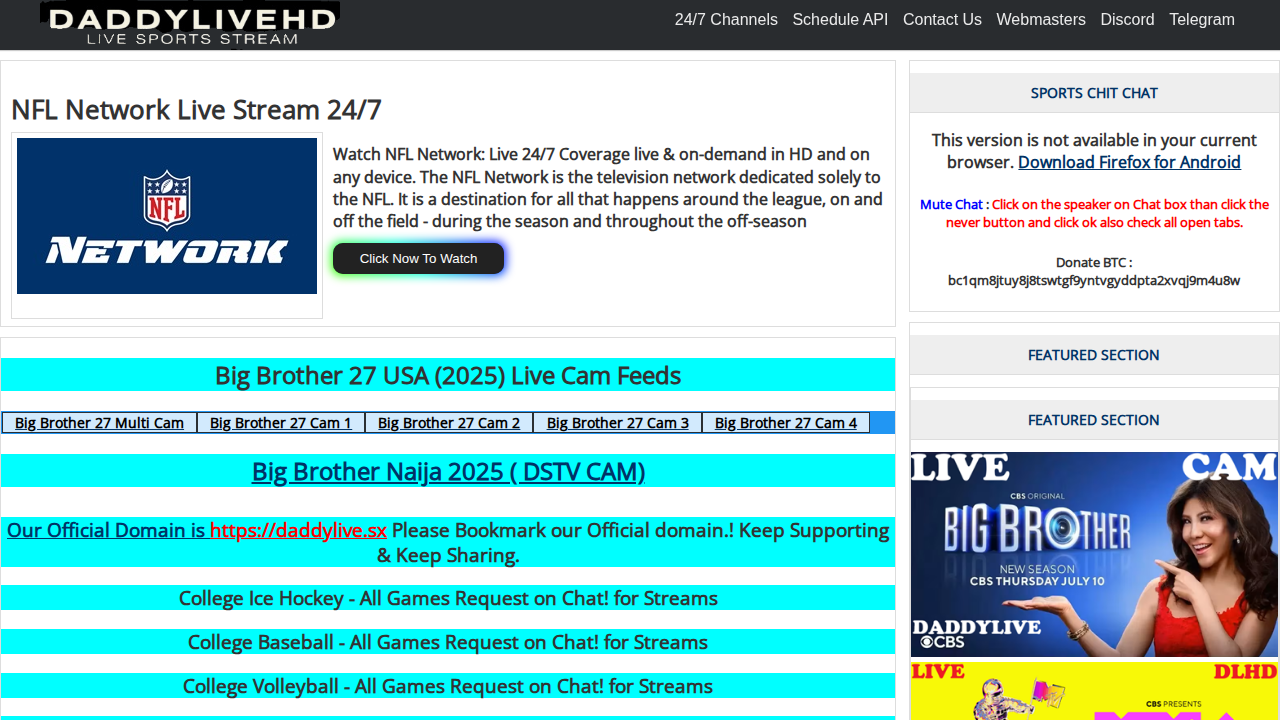 DADDYLIVEHD
LIVE SPORTS STREAM
24/7 Channels Schedule API Contact Us Webmasters Discord Telegram
NFL Network Live Stream 24/7
NFL
NETWORK
Watch NFL Network: Live 24/7 Coverage live & on-demand in HD and on
any device. The NFL Network is the television network dedicated solely to
the NFL. It is a destination for all that happens around the league, on and
off the field - during the season and throughout the off-season
Click Now To Watch
Big Brother 27 USA (2025) Live Cam Feeds
Big Brother 27 Multi Cam Big Brother 27 Cam 1 Big Brother 27 Cam 2 Big Brother 27 Cam 3 Big Brother 27 Cam 4
Big Brother Naija 2025 ( DSTV CAM)
Our Official Domain is https://daddylive.sx Please Bookmark our Official domain.! Keep Supporting
& Keep Sharing.
College Ice Hockey - All Games Request on Chat! for Streams
College Baseball - All Games Request on Chat! for Streams
College Volleyball - All Games Request on Chat! for Streams
SPORTS CHIT CHAT
This version is not available in your current
browser. Download Firefox for Android
Mute Chat : Click on the speaker on Chat box than click the
never button and click ok also check all open tabs.
Donate BTC :
bc1qm8jtuy8j8tswtgf9yntvgyddpta2xvqj9m4u8w
FEATURED SECTION
FEATURED SECTION
LIVE CAM
CBS ORIGINAL
BIG BROTHER
NEW SEASON
CBS THURSDAY JULY 10
DADDYLIVE
CBS
LIVE DLHD
CBS PRESENTS